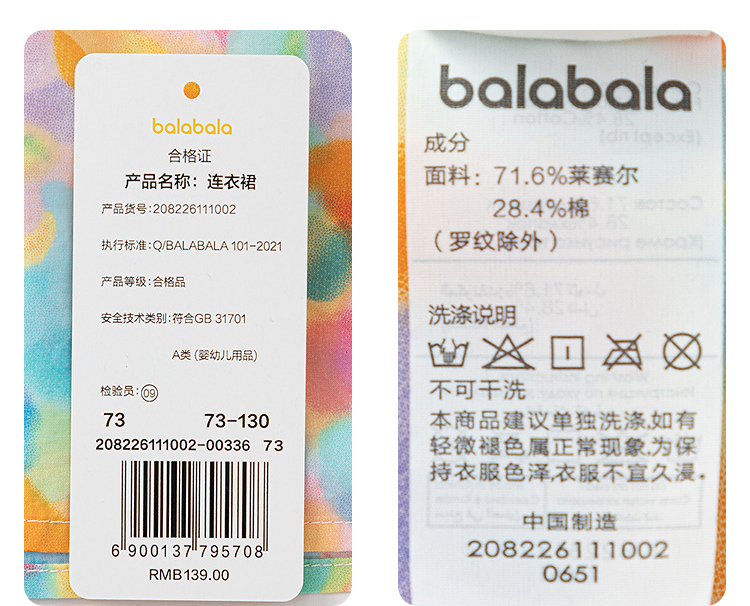 balabala
合格证
产品名称：连衣裙
产品货号:208226111002
执行标准:Q/BALABALA 101-2021
产品等级:合格品
安全技术类别:符合GB 31701
A类 (婴幼儿用品)
检验员: 09
73 73-130
208226111002-00336 73
6 900137 795708
RMB139.00
balabala
成分
面料: 71.6%莱赛尔
28.4%棉
(罗纹除外)
洗涤说明
不可干洗
本商品建议单独洗涤,如有
轻微褪色属正常现象,为保
持衣服色泽,衣服不宜久浸.
中国制造
208226111002
0651